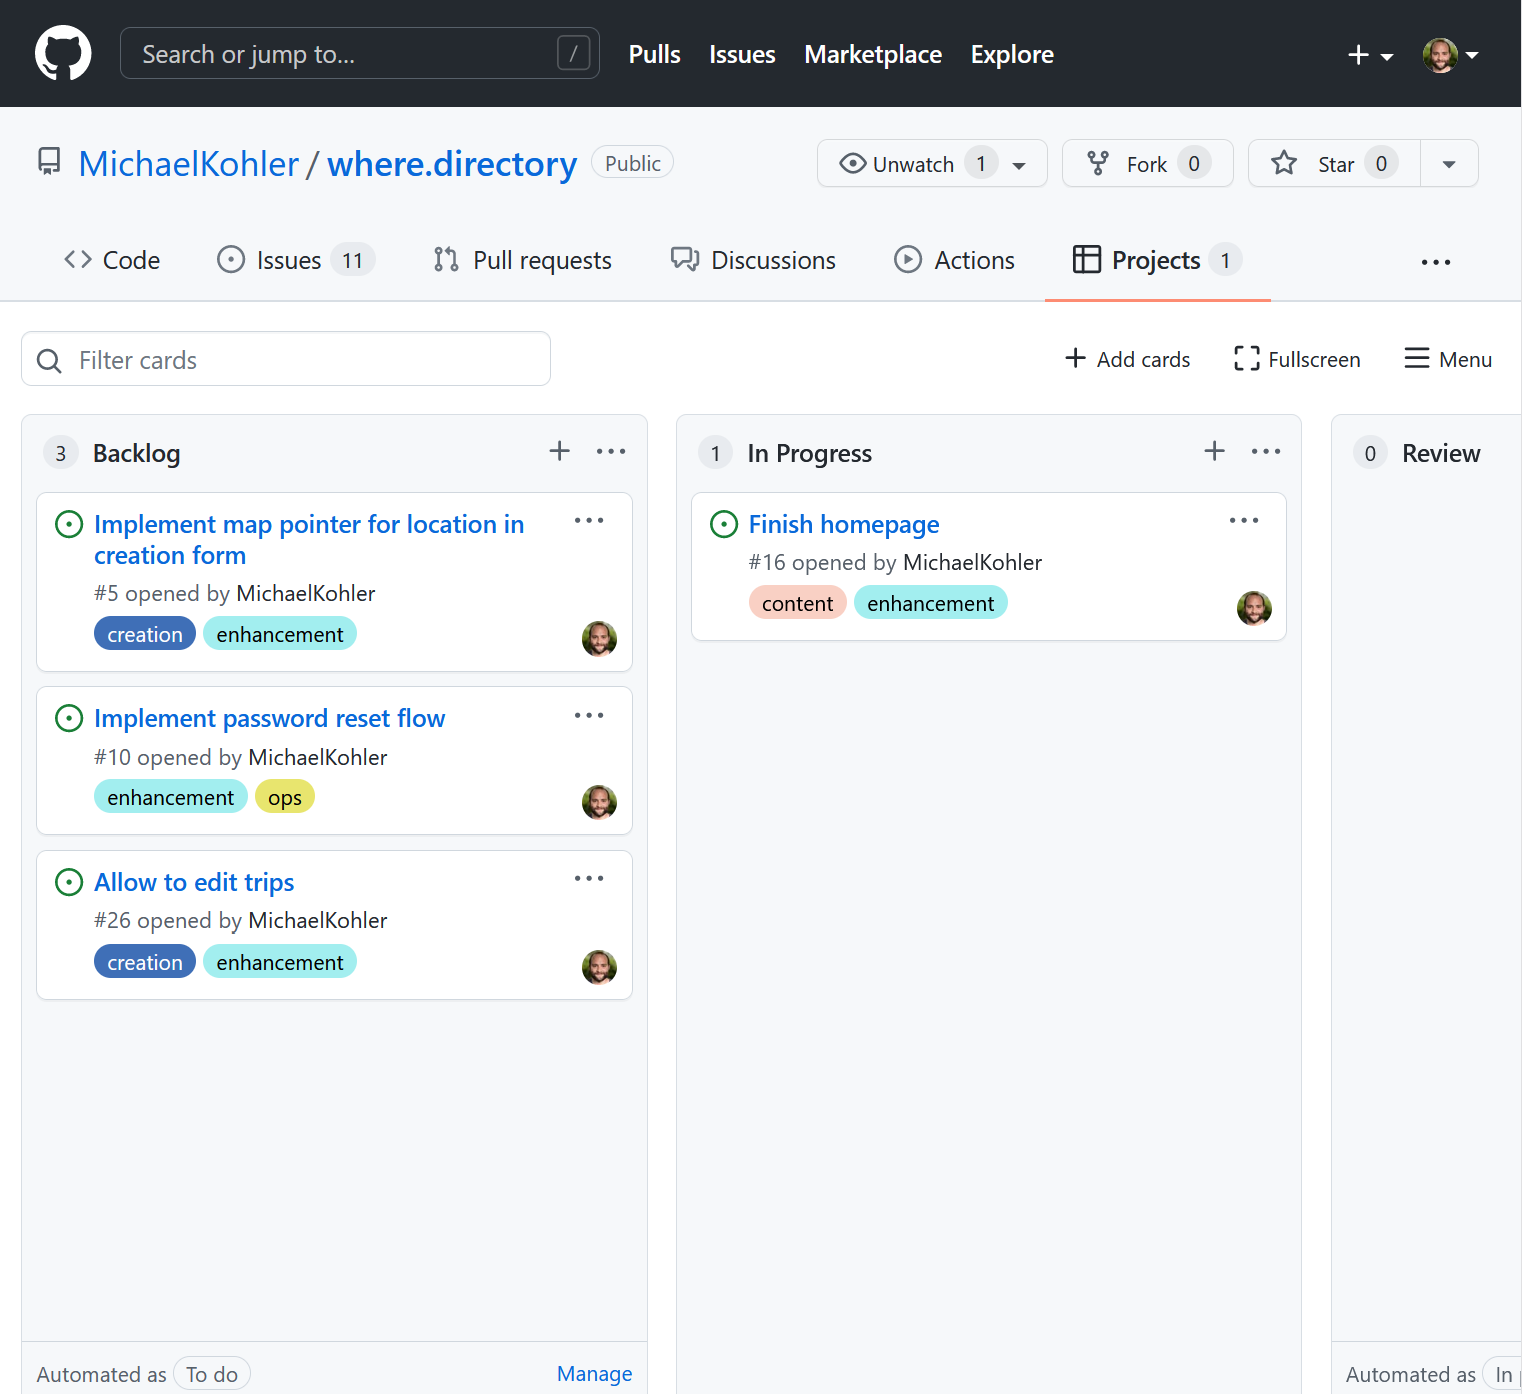 Search or jump to... / Pulls Issues Marketplace Explore
MichaelKohler / where.directory Public Unwatch 1 Fork 0 Star 0
Code Issues 11 Pull requests Discussions Actions Projects 1
Filter cards Add cards Fullscreen Menu
3 Backlog
Implement map pointer for location in
creation form
#5 opened by MichaelKohler
creation enhancement
Implement password reset flow
#10 opened by MichaelKohler
enhancement ops
Allow to edit trips
#26 opened by MichaelKohler
creation enhancement
Automated as To do Manage
1 In Progress
Finish homepage
#16 opened by MichaelKohler
content enhancement
0 Review
Automated as In